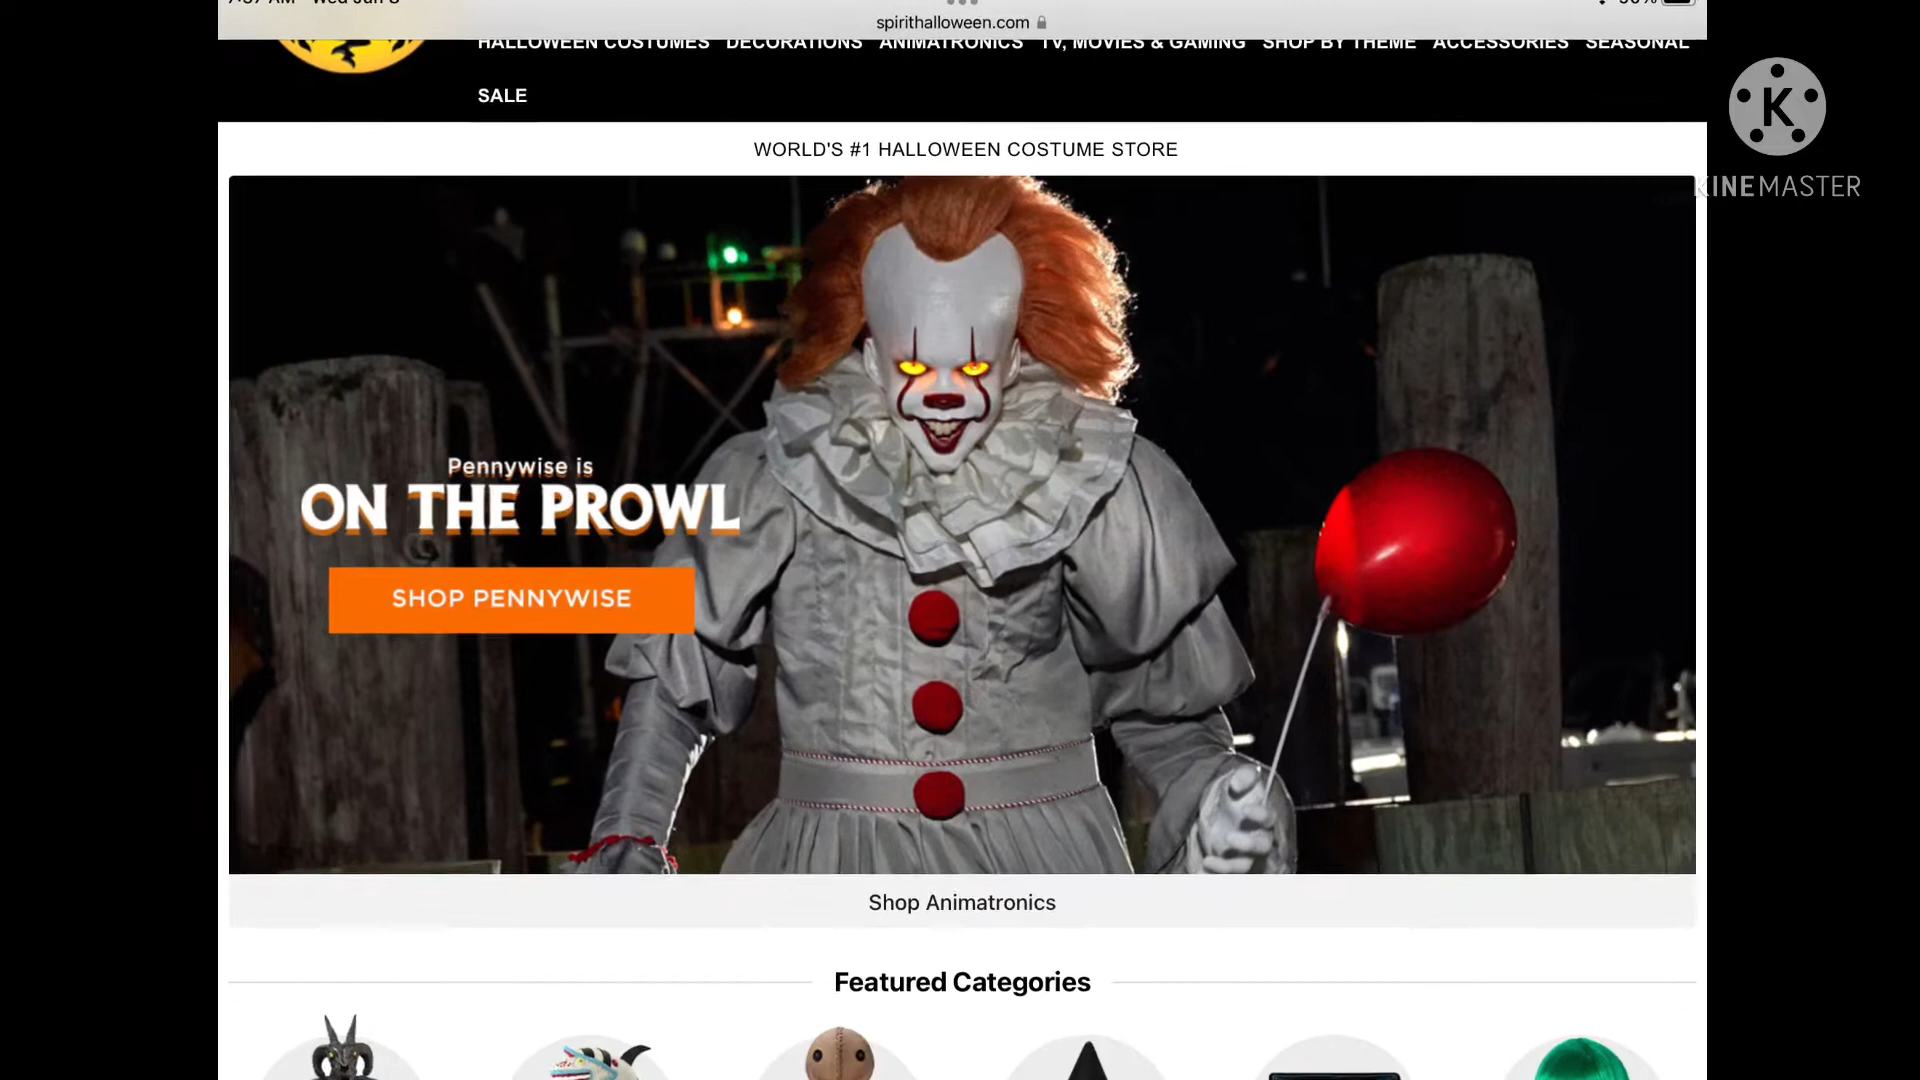 spirithalloween.com
HALLOWEEN COSTUMES DECORATIONS ANIMATRONICS TV, MOVIES & GAMING SHOP BY THEME ACCESSORIES SEASONAL
SALE
K
KINEMASTER
WORLD'S #1 HALLOWEEN COSTUME STORE
Pennywise is
ON THE PROWL
SHOP PENNYWISE
Shop Animatronics
Featured Categories